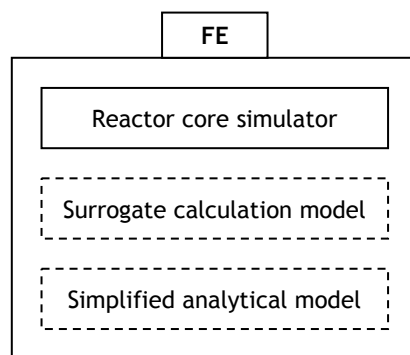 FE
Reactor core simulator
Surrogate calculation model
Simplified analytical model